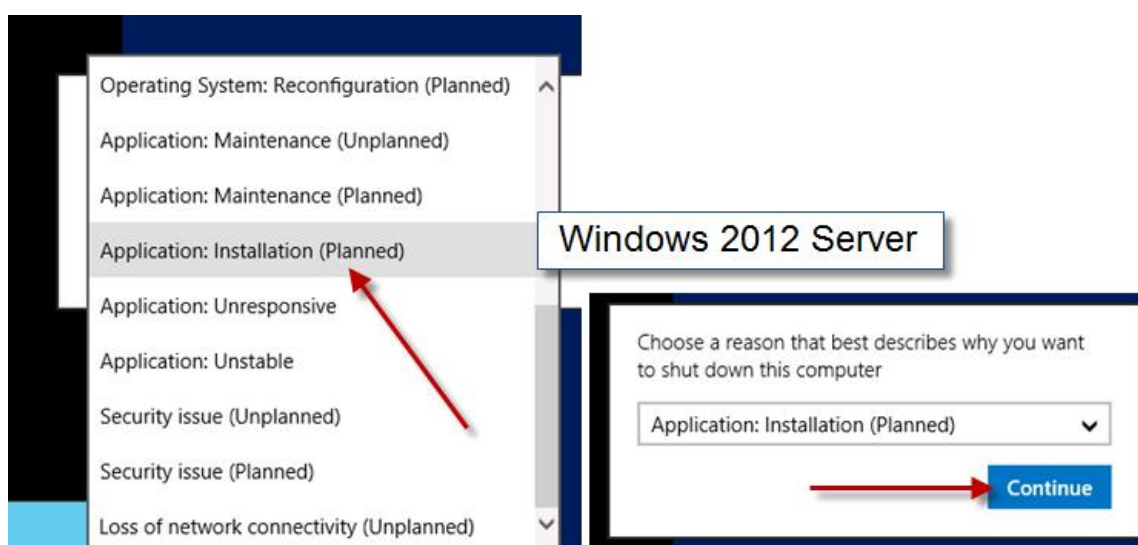 Operating System: Reconfiguration (Planned)
Application: Maintenance (Unplanned)
Application: Maintenance (Planned)
Application: Installation (Planned)
Application: Unresponsive
Application: Unstable
Security issue (Unplanned)
Security issue (Planned)
Loss of network connectivity (Unplanned)
Windows 2012 Server
Choose a reason that best describes why you want
to shut down this computer
Application: Installation (Planned)
Continue